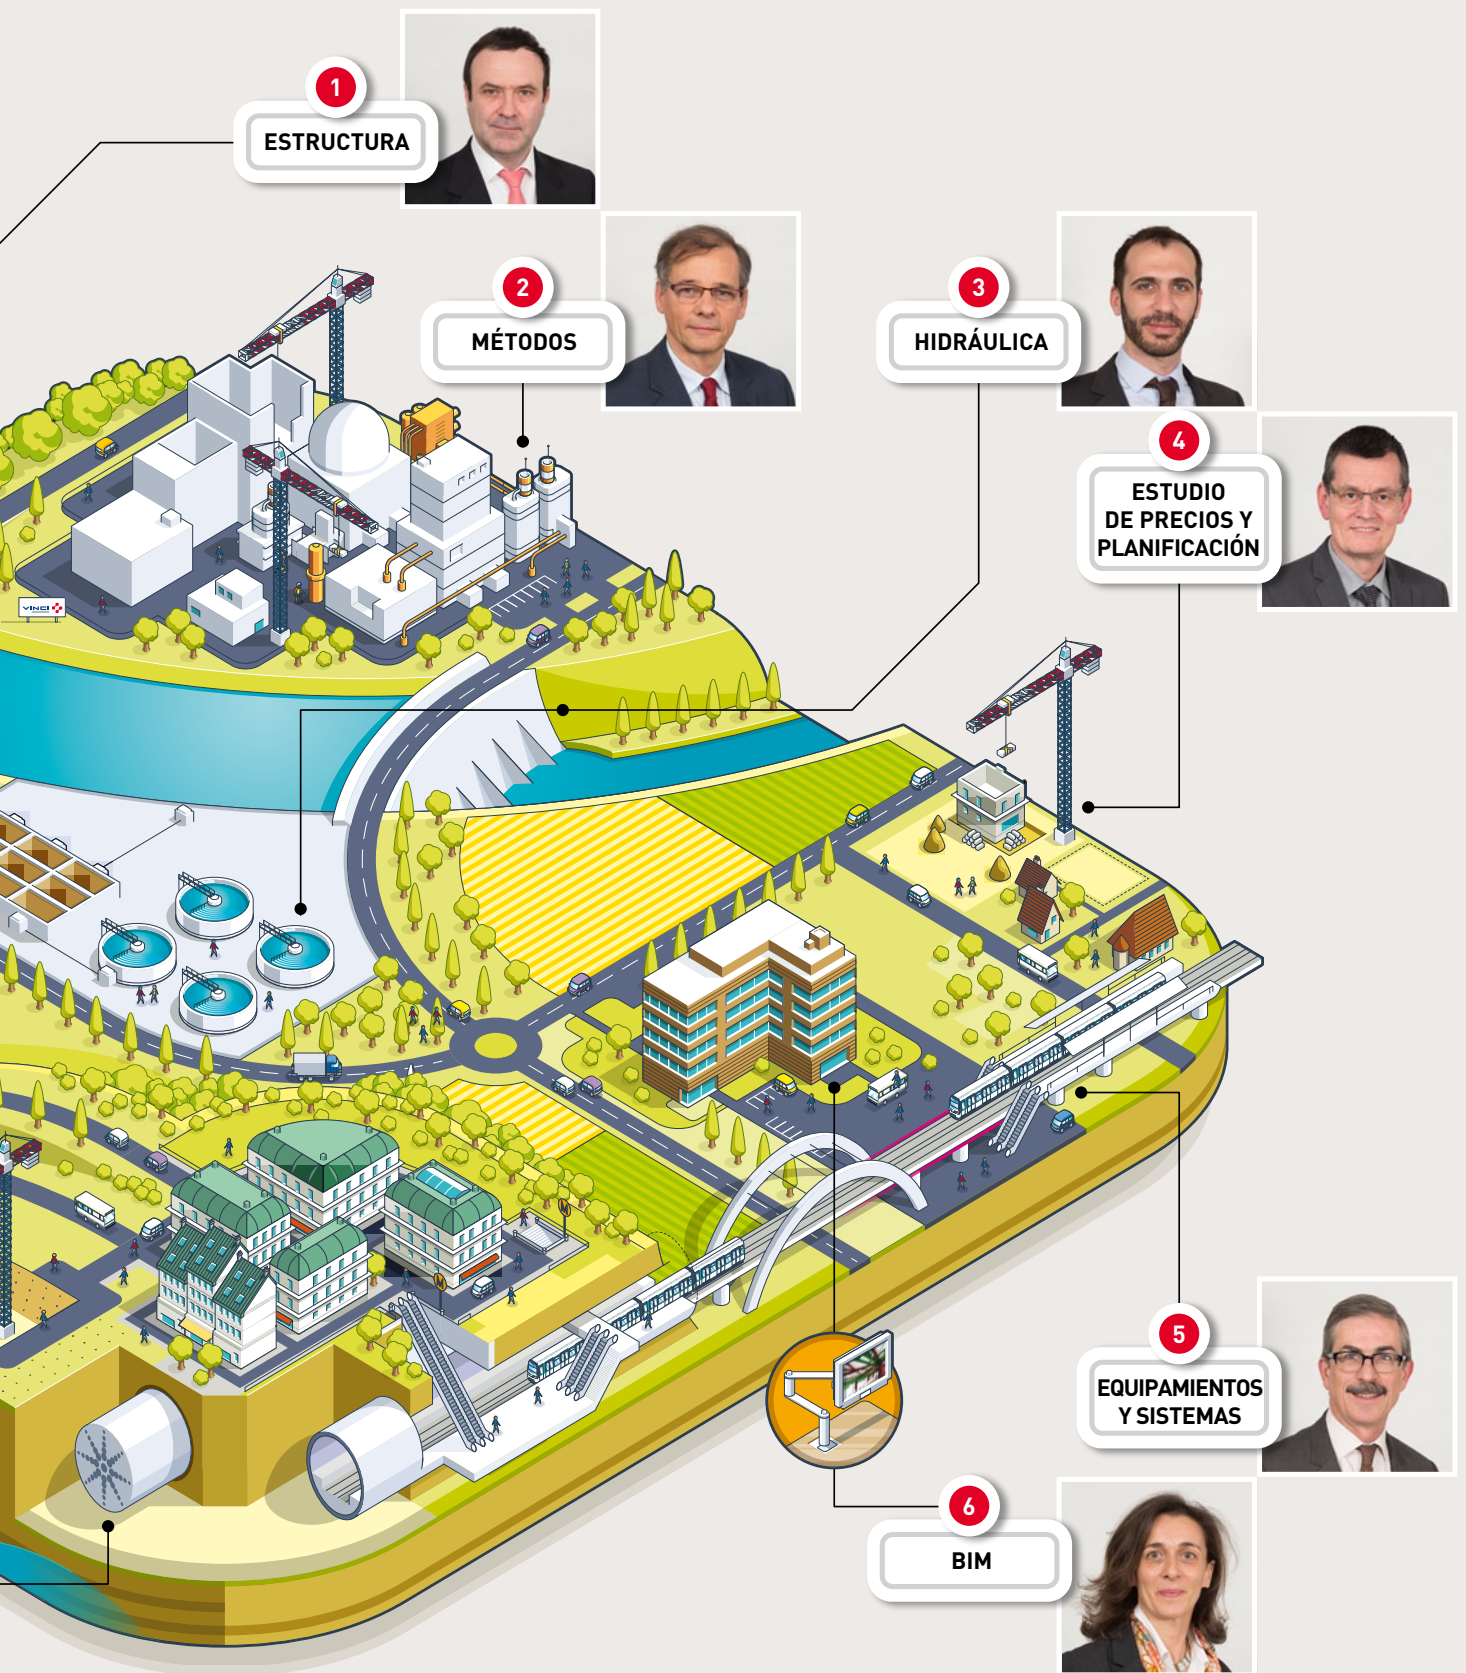 1
ESTRUCTURA
2
MÉTODOS
3
HIDRÁULICA
4
ESTUDIO
DE PRECIOS Y
PLANIFICACIÓN
VINCI
M
M
5
EQUIPAMIENTOS
Y SISTEMAS
6
BIM